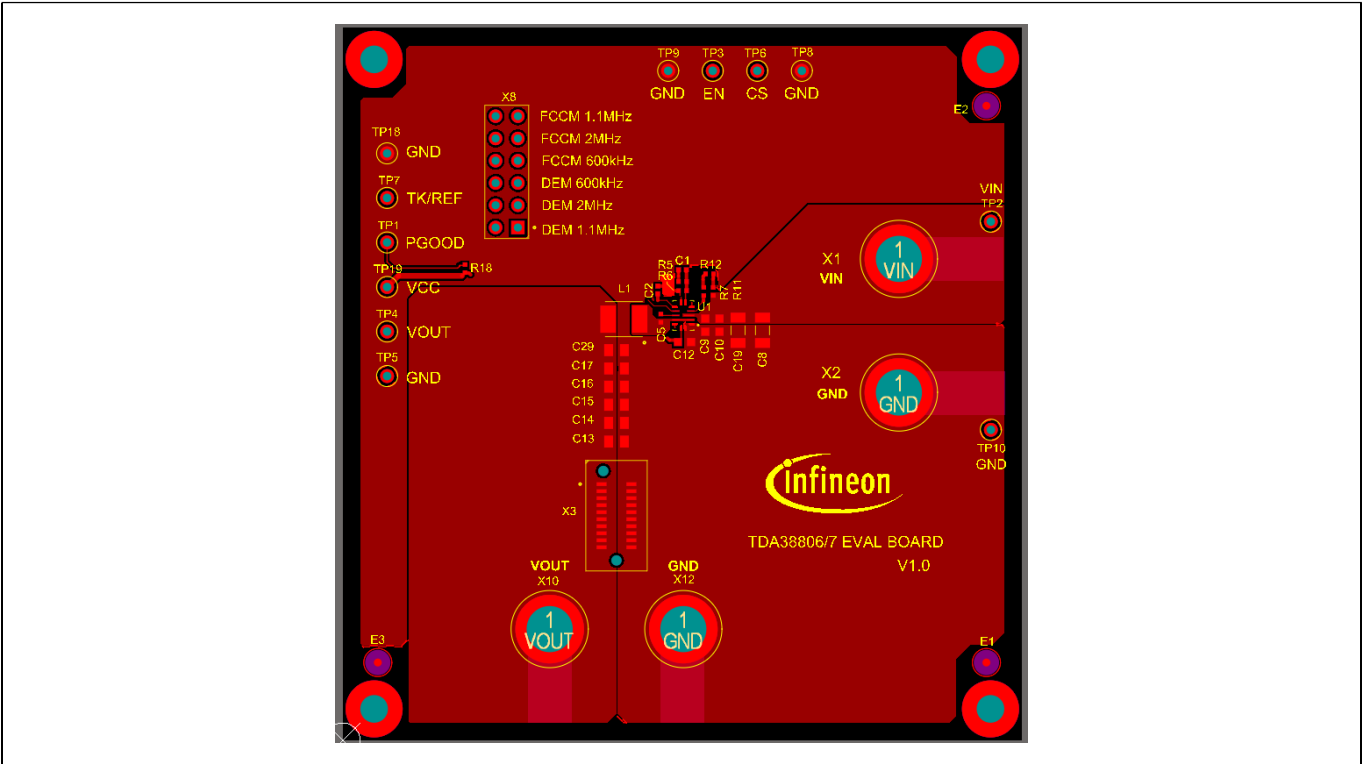 TP9 TP3 TP6 TP8
GND EN CS GND
X8
E2
FCCM 1.1MHz
FCCM 2MHz
FCCM 600kHz
DEM 600kHz
DEM 2MHz
DEM 1.1MHz
TP18
GND
TP7
TK/REF
TP1
PGOOD
TP19
VCC
R18
TP4
VOUT
TP5
GND
VIN
TP2
X1
VIN
1
VIN
R5 C1 R12
R6
C2
R7
R11
L1
U1
C5
C12
C9
C10
C19
C8
C29
C17
C16
C15
C14
C13
X2
GND
1
GND
TP10
GND
infineon
X3
TDA38806/7 EVAL BOARD
V1.0
VOUT
X10
GND
X12
1
VOUT
1
GND
E3
E1